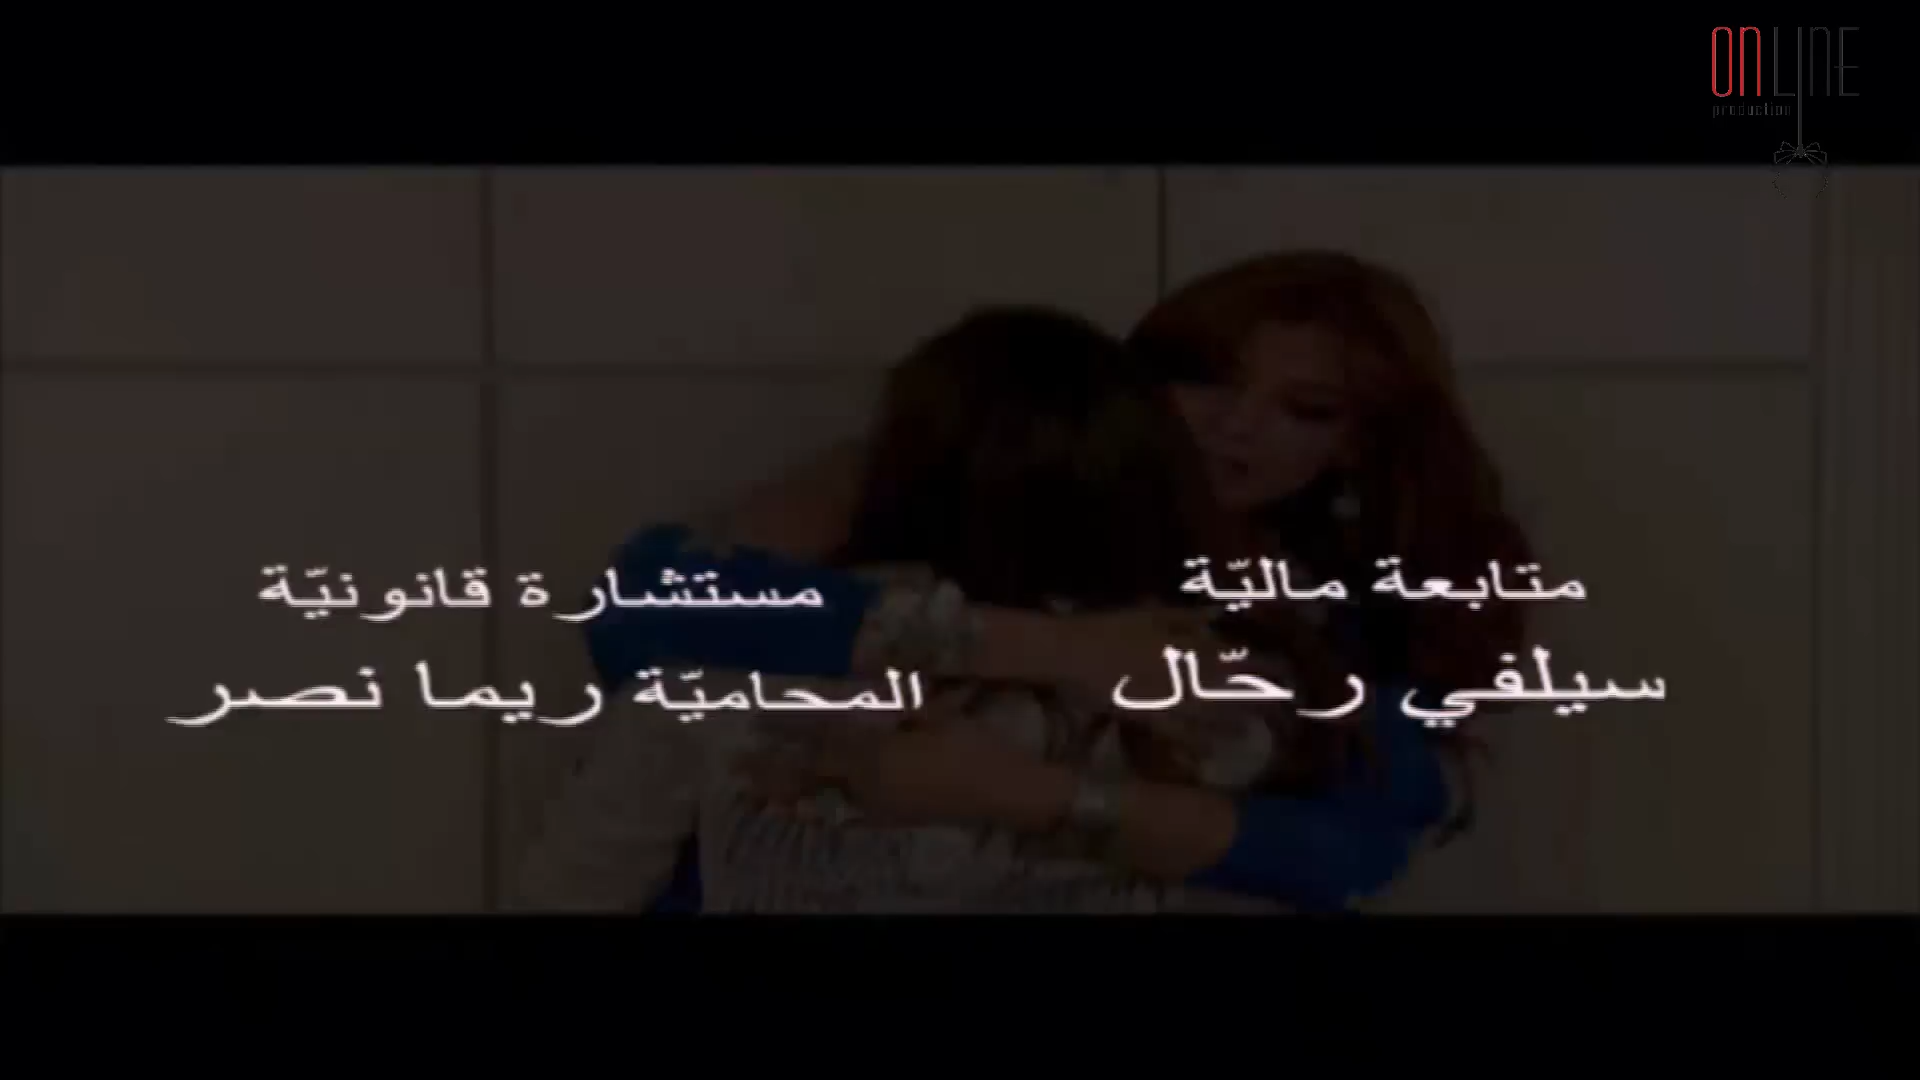 ONLINE
production
متابعة ماليّة
سيلفي رحّال
مستشارة قانونيّة
المحاميّة ريما نصر